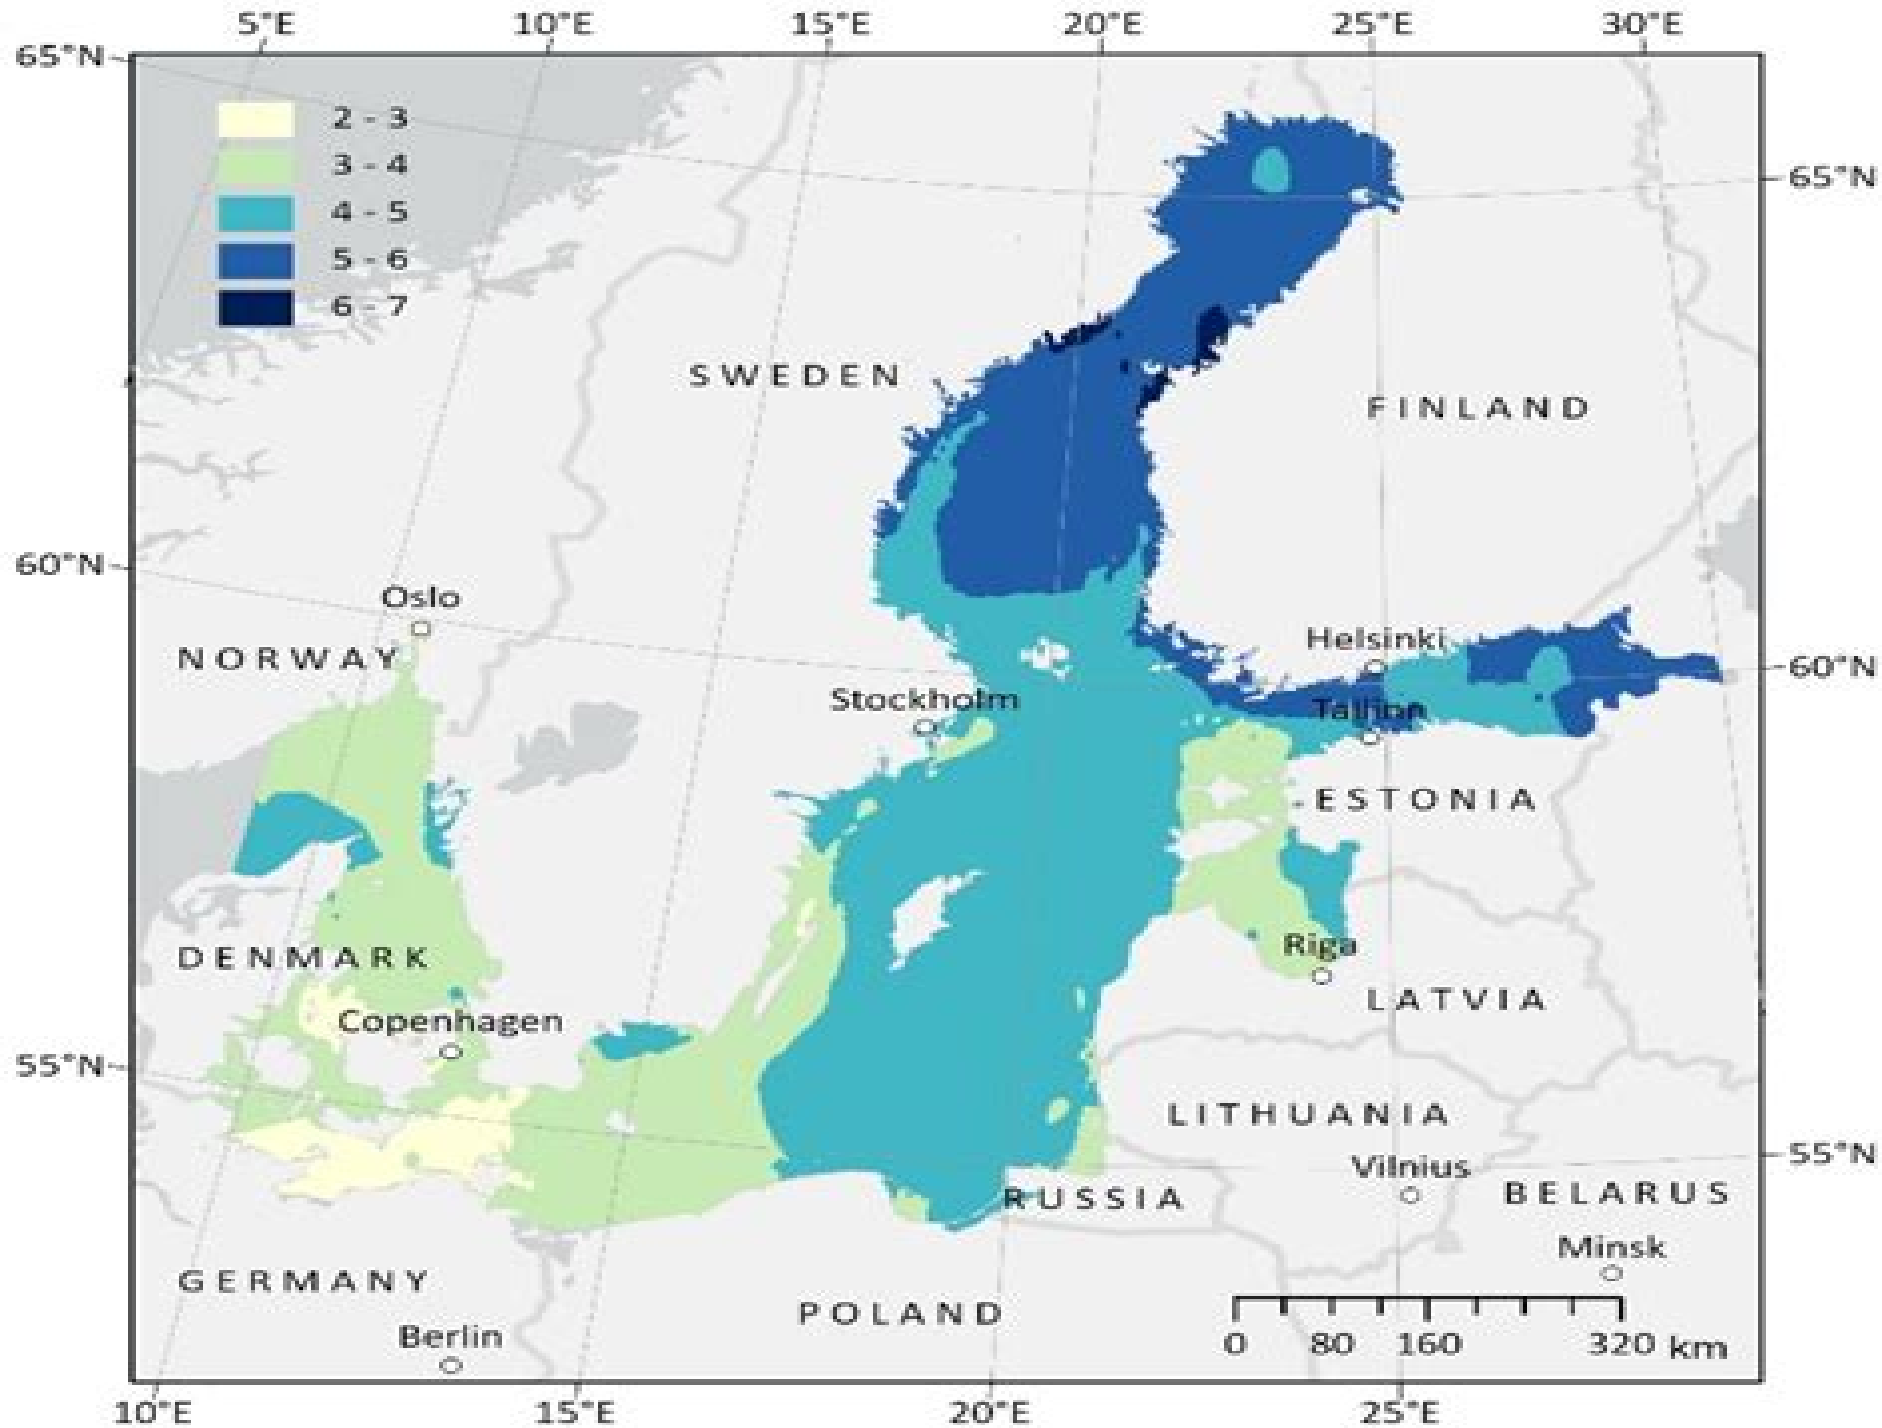 5°E 10°E 15°E 20°E 25°E 30°E
65°N
2 - 3
3 - 4
4 - 5
5 - 6
6 - 7
65°N
SWEDEN
FINLAND
60°N
Oslo
NORWAY
Helsinki
60°N
Stockholm
Tallinn
ESTONIA
DENMARK
Riga
LATVIA
Copenhagen
55°N
LITHUANIA
55°N
Vilnius
RUSSIA
BELARUS
Minsk
GERMANY
POLAND
Berlin
0 80 160 320 km
10°E 15°E 20°E 25°E